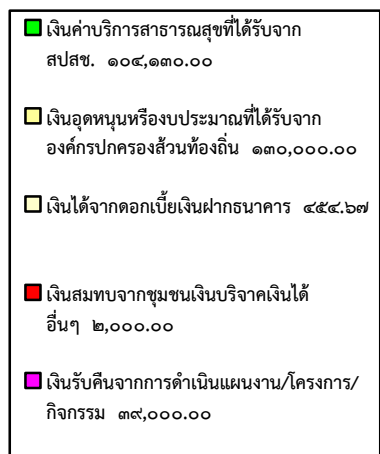 เงินค่าบริการสาธารณสุขที่ได้รับจาก
สปสช. ๑๐๔,๑๓๐.๐๐
เงินอุดหนุนหรืองบประมาณที่ได้รับจาก
องค์กรปกครองส้วนท้องถิ่น ๑๓๐,๐๐๐.๐๐
เงินได้จากดอกเบี้ยเงินฝากธนาคาร ๔๕๔.๖๗
เงินสมทบจากชุมชนเงินบริจาคเงินได้
อื่นๆ ๒,๐๐๐.๐๐
เงินรับคืนจากการดำเนินแผนงาน/โครงการ/
กิจกรรม ๓๙,๐๐๐.๐๐